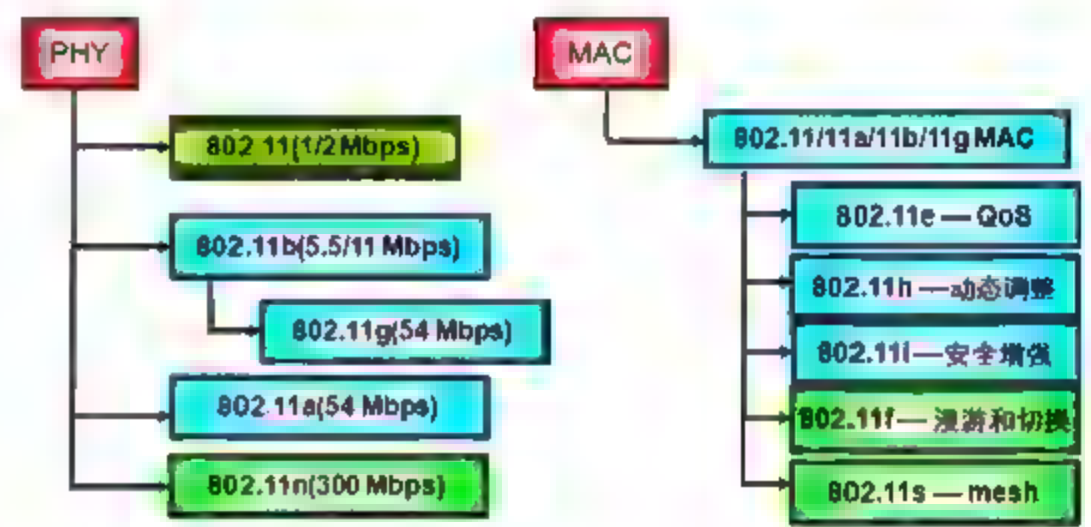 PHY
802.11(1/2 Mbps)
802.11b(5.5/11 Mbps)
802.11g(54 Mbps)
802.11a(54 Mbps)
802.11n(300 Mbps)
MAC
802.11/11a/11b/11g MAC
802.11e — QoS
802.11h — 动态调整
802.11i — 安全增强
802.11f — 漫游和切换
802.11s — mesh